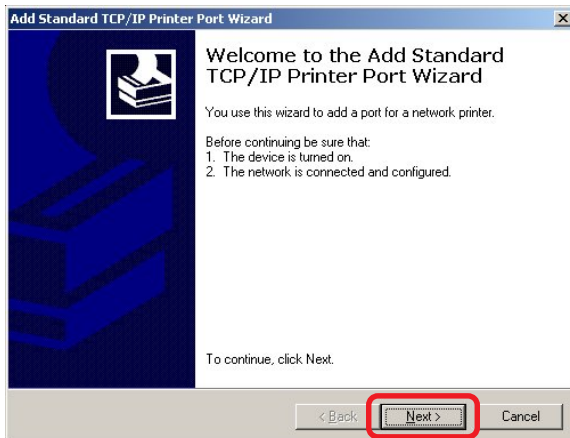 Add Standard TCP/IP Printer Port Wizard
Welcome to the Add Standard
TCP/IP Printer Port Wizard
You use this wizard to add a port for a network printer.
Before continuing be sure that:
1. The device is turned on.
2. The network is connected and configured.
To continue, click Next.
< Back
Next >
Cancel